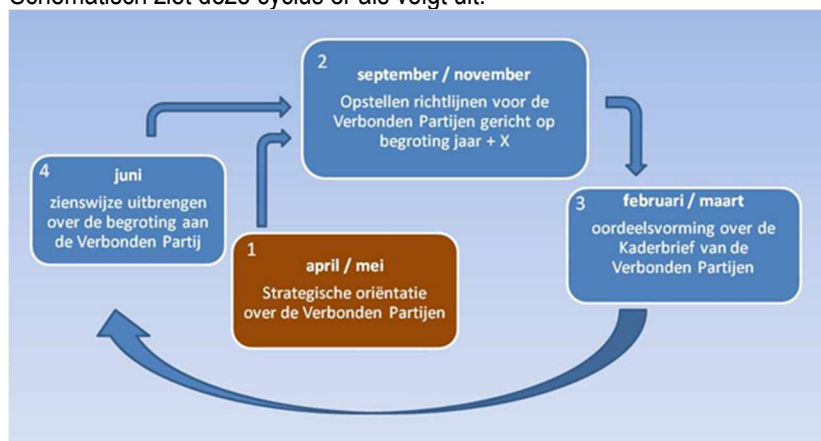 Schematisch ziet deze cyclus er als volgt uit:
2
september / november
Opstellen richtlijnen voor de
Verbonden Partijen gericht op
begroting jaar + X
4
juni
zienswijze uitbrengen
over de begroting aan
de Verbonden Partij
1
april / mei
Strategische oriëntatie
over de Verbonden Partijen
3
februari / maart
oordeelsvorming over de
Kaderbrief van de
Verbonden Partijen